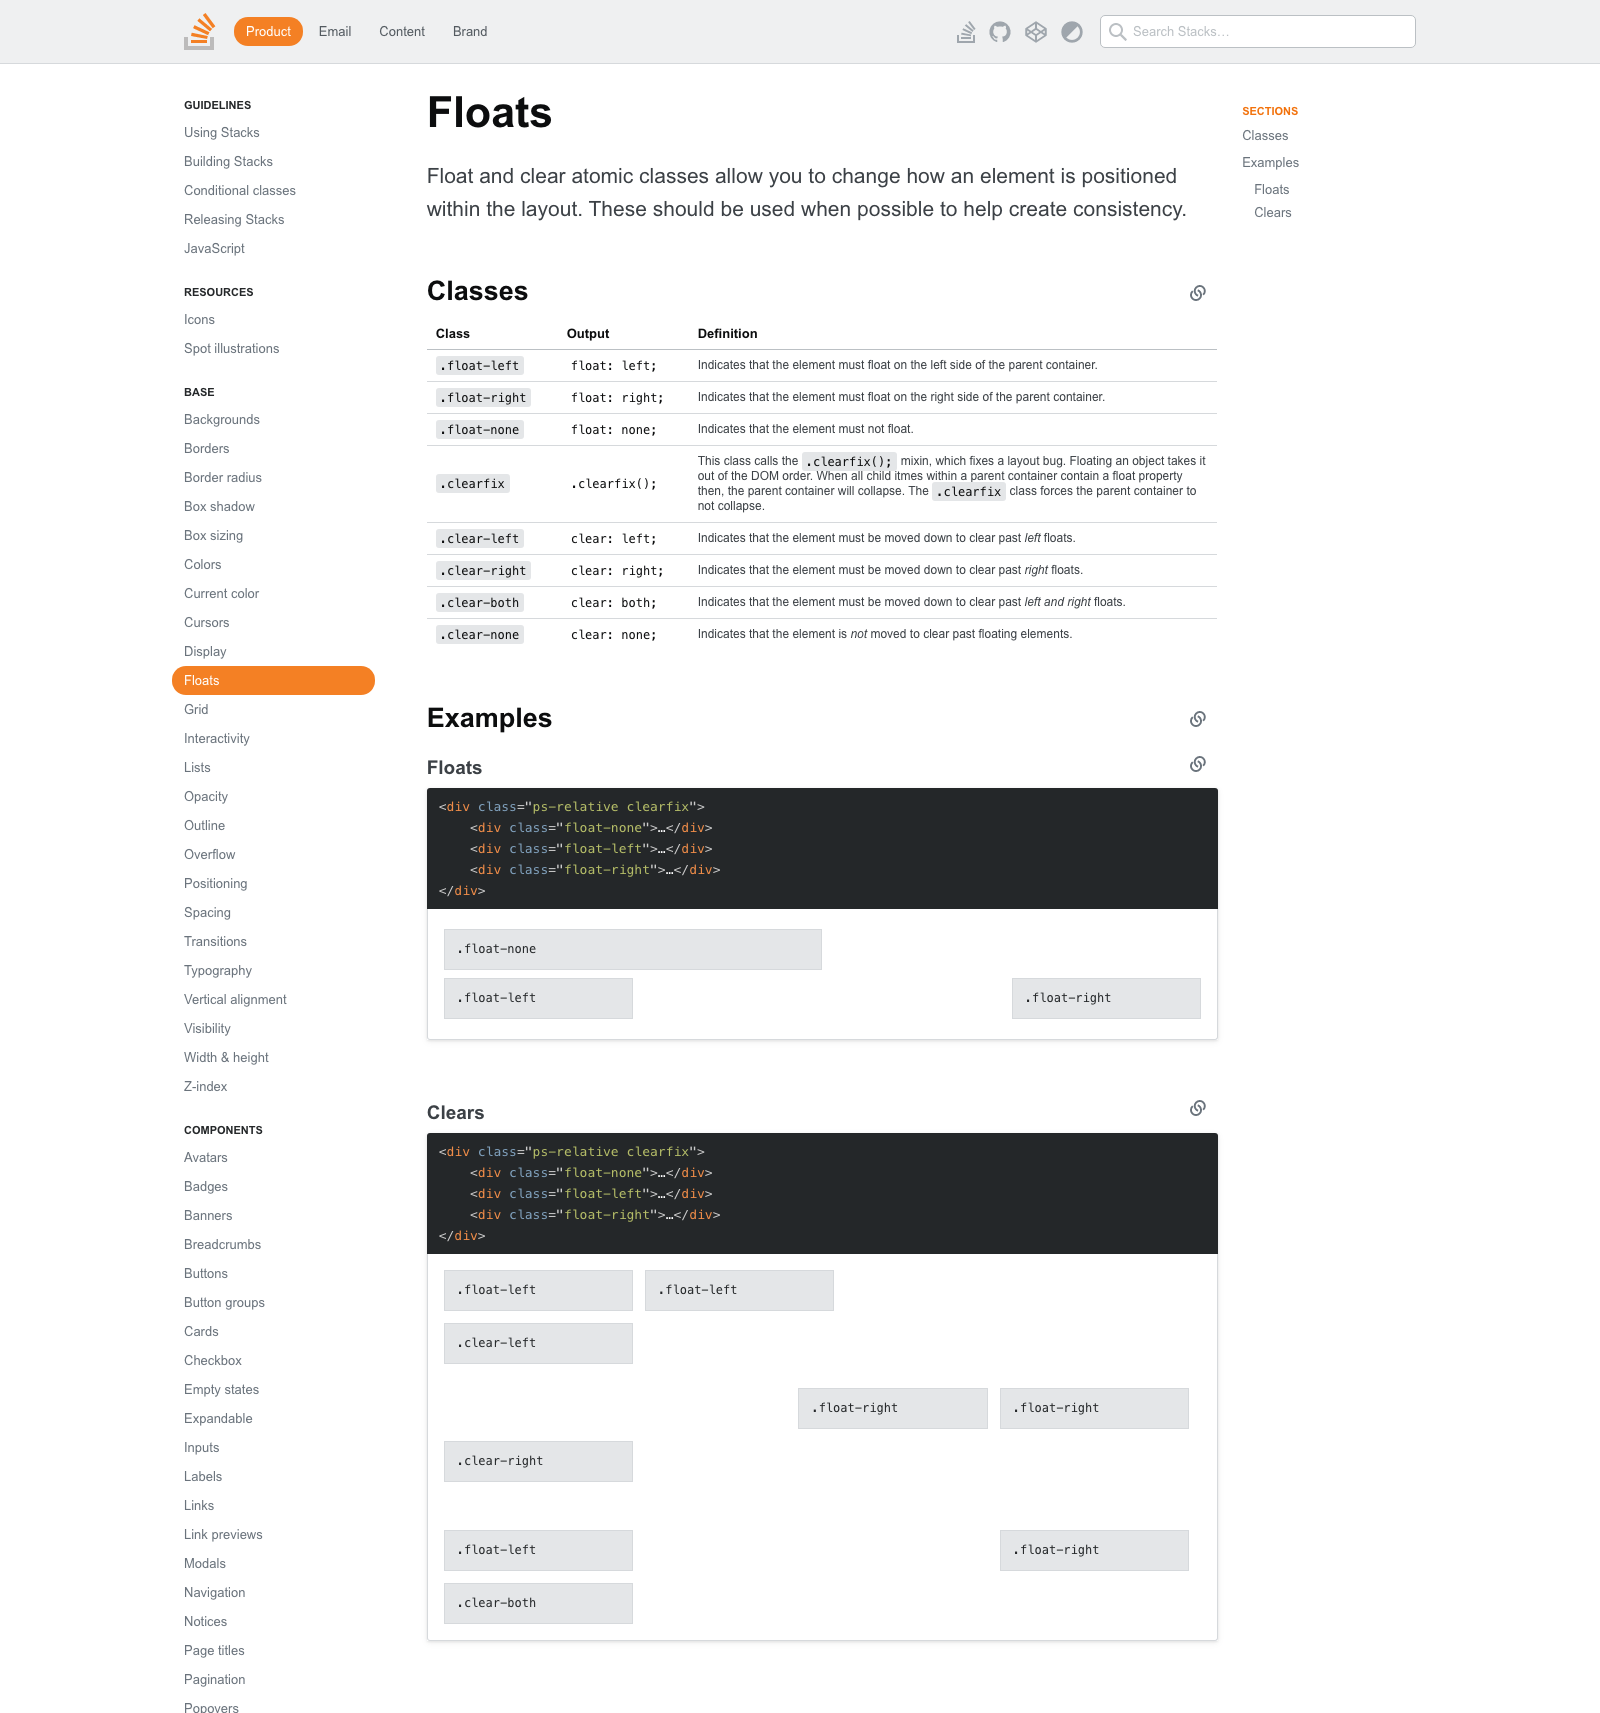 Product
Email
Content
Brand
Search Stacks…
GUIDELINES
Using Stacks
Building Stacks
Conditional classes
Releasing Stacks
JavaScript
RESOURCES
Icons
Spot illustrations
BASE
Backgrounds
Borders
Border radius
Box shadow
Box sizing
Colors
Current color
Cursors
Display
Floats
Grid
Interactivity
Lists
Opacity
Outline
Overflow
Positioning
Spacing
Transitions
Typography
Vertical alignment
Visibility
Width & height
Z-index
COMPONENTS
Avatars
Badges
Banners
Breadcrumbs
Buttons
Button groups
Cards
Checkbox
Empty states
Expandable
Inputs
Labels
Links
Link previews
Modals
Navigation
Notices
Page titles
Pagination
Popovers
Floats
Float and clear atomic classes allow you to change how an element is positioned
within the layout. These should be used when possible to help create consistency.
Classes
Class Output Definition
.float-left float: left; Indicates that the element must float on the left side of the parent container.
.float-right float: right; Indicates that the element must float on the right side of the parent container.
.float-none float: none; Indicates that the element must not float.
.clearfix .clearfix(); This class calls the .clearfix(); mixin, which fixes a layout bug. Floating an object takes it
out of the DOM order. When all child itmes within a parent container contain a float property
then, the parent container will collapse. The .clearfix class forces the parent container to
not collapse.
.clear-left clear: left; Indicates that the element must be moved down to clear past left floats.
.clear-right clear: right; Indicates that the element must be moved down to clear past right floats.
.clear-both clear: both; Indicates that the element must be moved down to clear past left and right floats.
.clear-none clear: none; Indicates that the element is not moved to clear past floating elements.
Examples
Floats
<div class="ps-relative clearfix">
    <div class="float-none">…</div>
    <div class="float-left">…</div>
    <div class="float-right">…</div>
</div>
.float-none
.float-left .float-right
Clears
<div class="ps-relative clearfix">
    <div class="float-none">…</div>
    <div class="float-left">…</div>
    <div class="float-right">…</div>
</div>
.float-left .float-left
.clear-left
.float-right .float-right
.clear-right
.float-left .float-right
.clear-both
SECTIONS
Classes
Examples
Floats
Clears